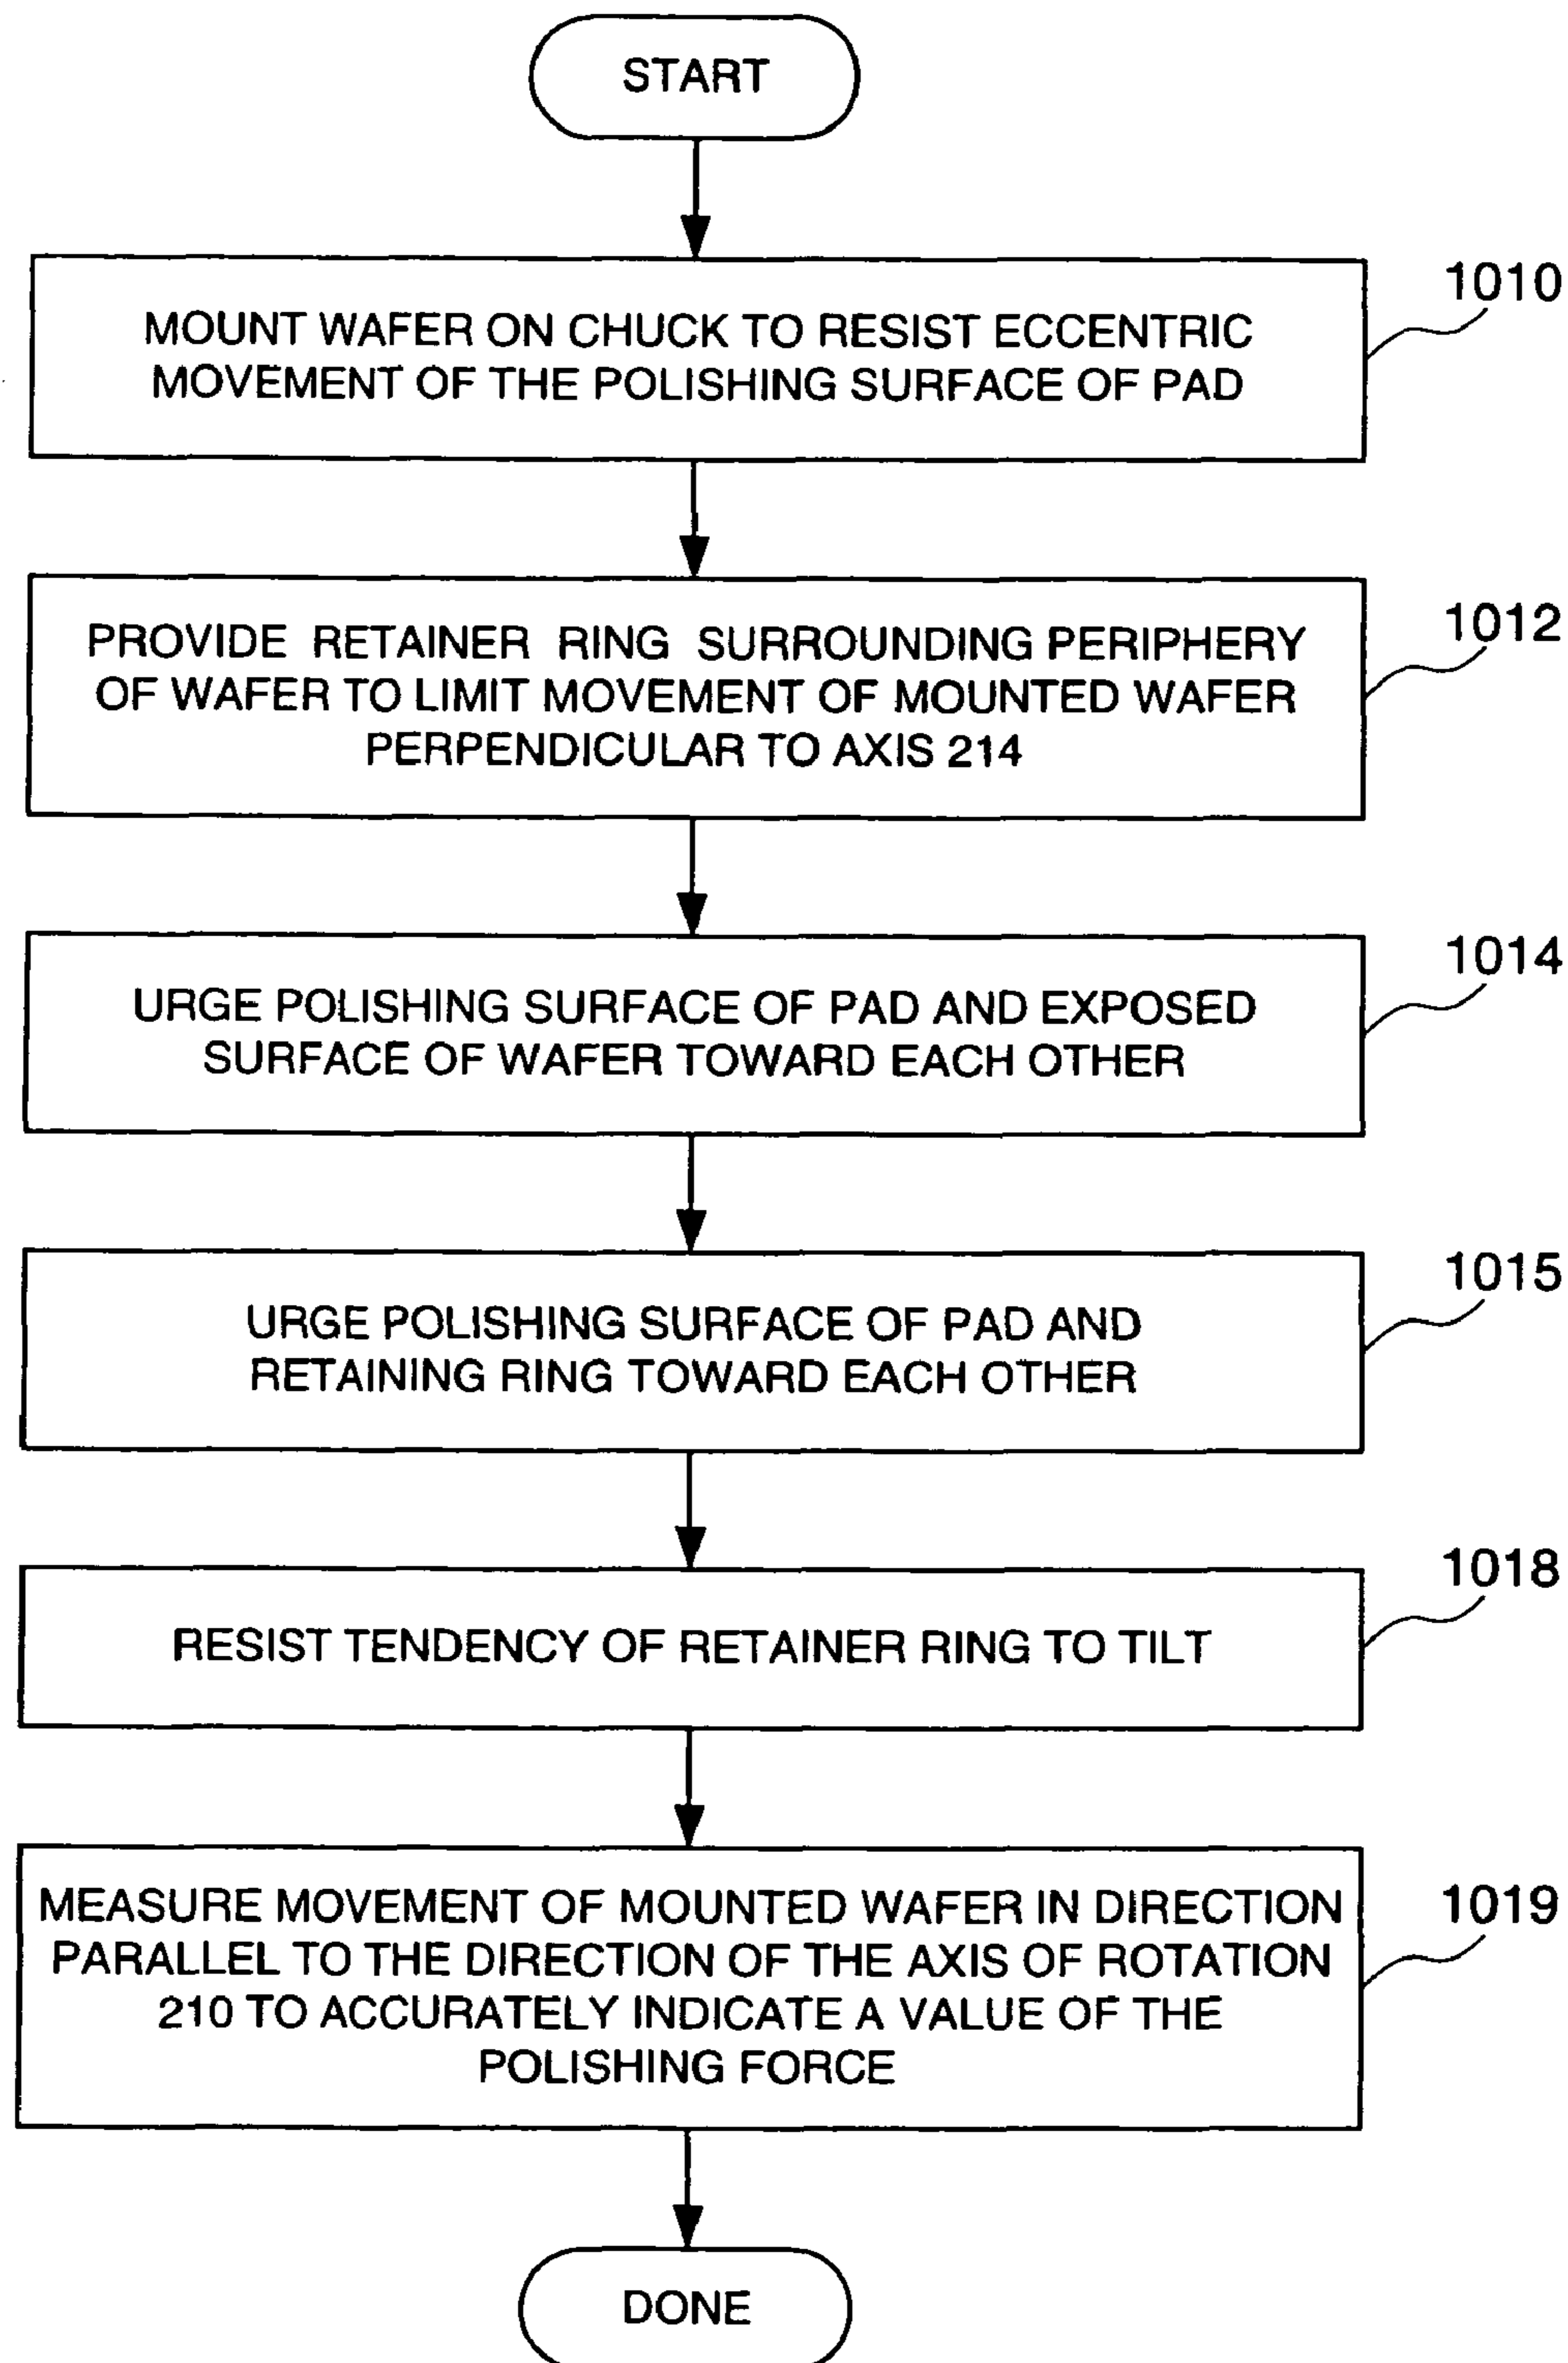 START
1010
MOUNT WAFER ON CHUCK TO RESIST ECCENTRIC
MOVEMENT OF THE POLISHING SURFACE OF PAD
1012
PROVIDE RETAINER RING SURROUNDING PERIPHERY
OF WAFER TO LIMIT MOVEMENT OF MOUNTED WAFER
PERPENDICULAR TO AXIS 214
1014
URGE POLISHING SURFACE OF PAD AND EXPOSED
SURFACE OF WAFER TOWARD EACH OTHER
1015
URGE POLISHING SURFACE OF PAD AND
RETAINING RING TOWARD EACH OTHER
1018
RESIST TENDENCY OF RETAINER RING TO TILT
1019
MEASURE MOVEMENT OF MOUNTED WAFER IN DIRECTION
PARALLEL TO THE DIRECTION OF THE AXIS OF ROTATION
210 TO ACCURATELY INDICATE A VALUE OF THE
POLISHING FORCE
DONE